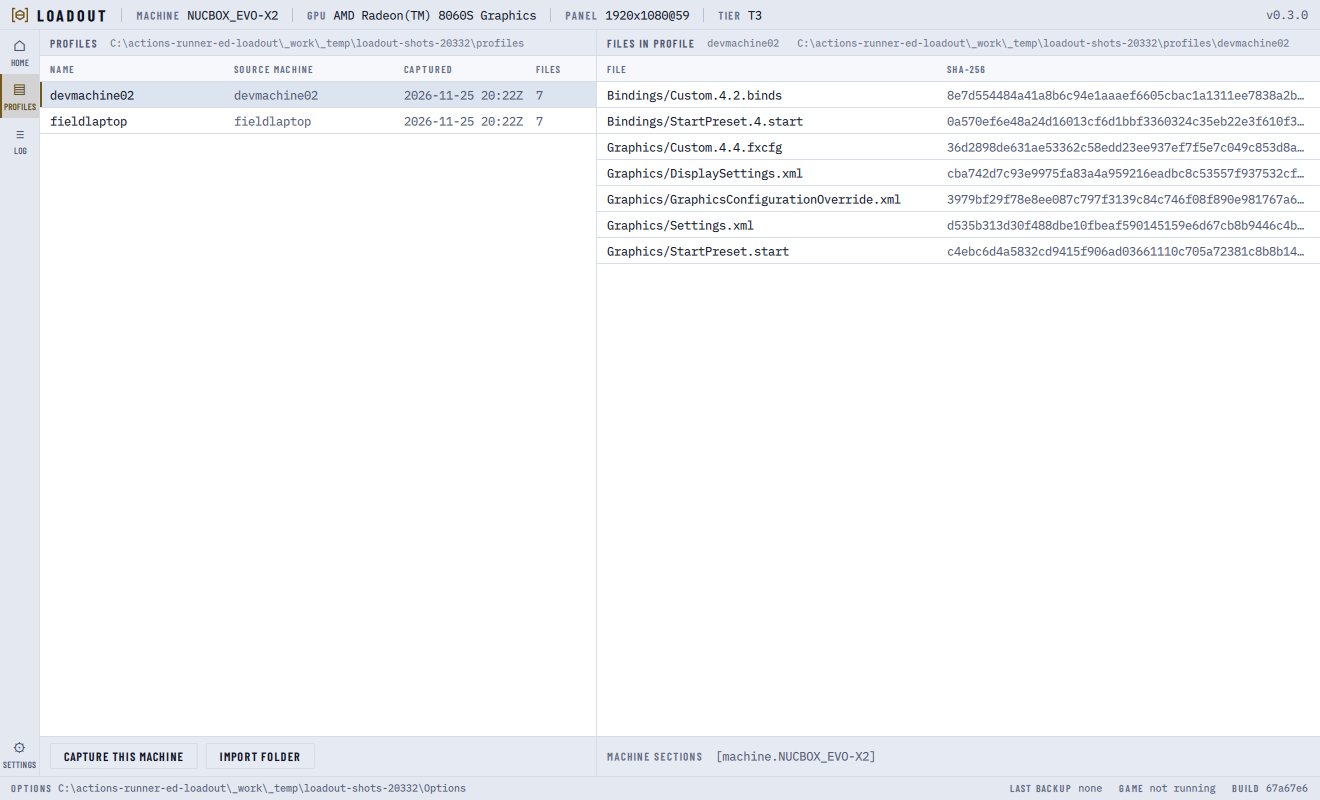 LOADOUT MACHINE NUCBOX_EVO-X2 GPU AMD Radeon(TM) 8060S Graphics PANEL 1920x1080@59 TIER T3 v0.3.0
HOME
PROFILES
LOG
SETTINGS
PROFILES C:\actions-runner-ed-loadout\_work\_temp\loadout-shots-20332\profiles
NAME SOURCE MACHINE CAPTURED FILES
devmachine02 devmachine02 2026-11-25 20:22Z 7
fieldlaptop fieldlaptop 2026-11-25 20:22Z 7
CAPTURE THIS MACHINE IMPORT FOLDER
FILES IN PROFILE devmachine02 C:\actions-runner-ed-loadout\_work\_temp\loadout-shots-20332\profiles\devmachine02
FILE SHA-256
Bindings/Custom.4.2.binds 8e7d554484a41a8b6c94e1aaaef6605cbac1a1311ee7838a2b…
Bindings/StartPreset.4.start 0a570ef6e48a24d16013cf6d1bbf3360324c35eb22e3f610f3…
Graphics/Custom.4.4.fxcfg 36d2898de631ae53362c58edd23ee937ef7f5e7c049c853d8a…
Graphics/DisplaySettings.xml cba742d7c93e9975fa83a4a959216eadbc8c53557f937532cf…
Graphics/GraphicsConfigurationOverride.xml 3979bf29f78e8ee087c797f3139c84c746f08f890e981767a6…
Graphics/Settings.xml d535b313d30f488dbe10fbeaf590145159e6d67cb8b9446c4b…
Graphics/StartPreset.start c4ebc6d4a5832cd9415f906ad03661110c705a72381c8b8b14…
MACHINE SECTIONS [machine.NUCBOX_EVO-X2]
OPTIONS C:\actions-runner-ed-loadout\_work\_temp\loadout-shots-20332\Options LAST BACKUP none GAME not running BUILD 67a67e6